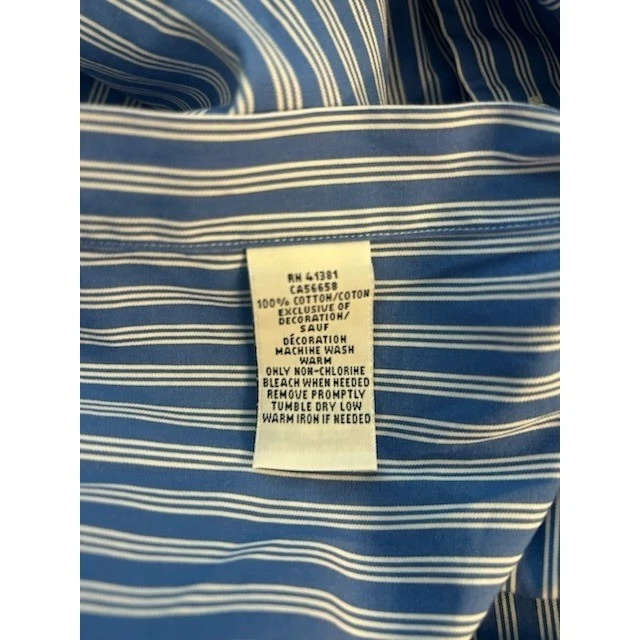 RH 41381
CA56658
100% COTTON/COTON
EXCLUSIVE OF
DECORATION/
SAUF
DÉCORATION
MACHINE WASH
WARM
ONLY NON-CHLORINE
BLEACH WHEN NEEDED
REMOVE PROMPTLY
TUMBLE DRY LOW
WARM IRON IF NEEDED